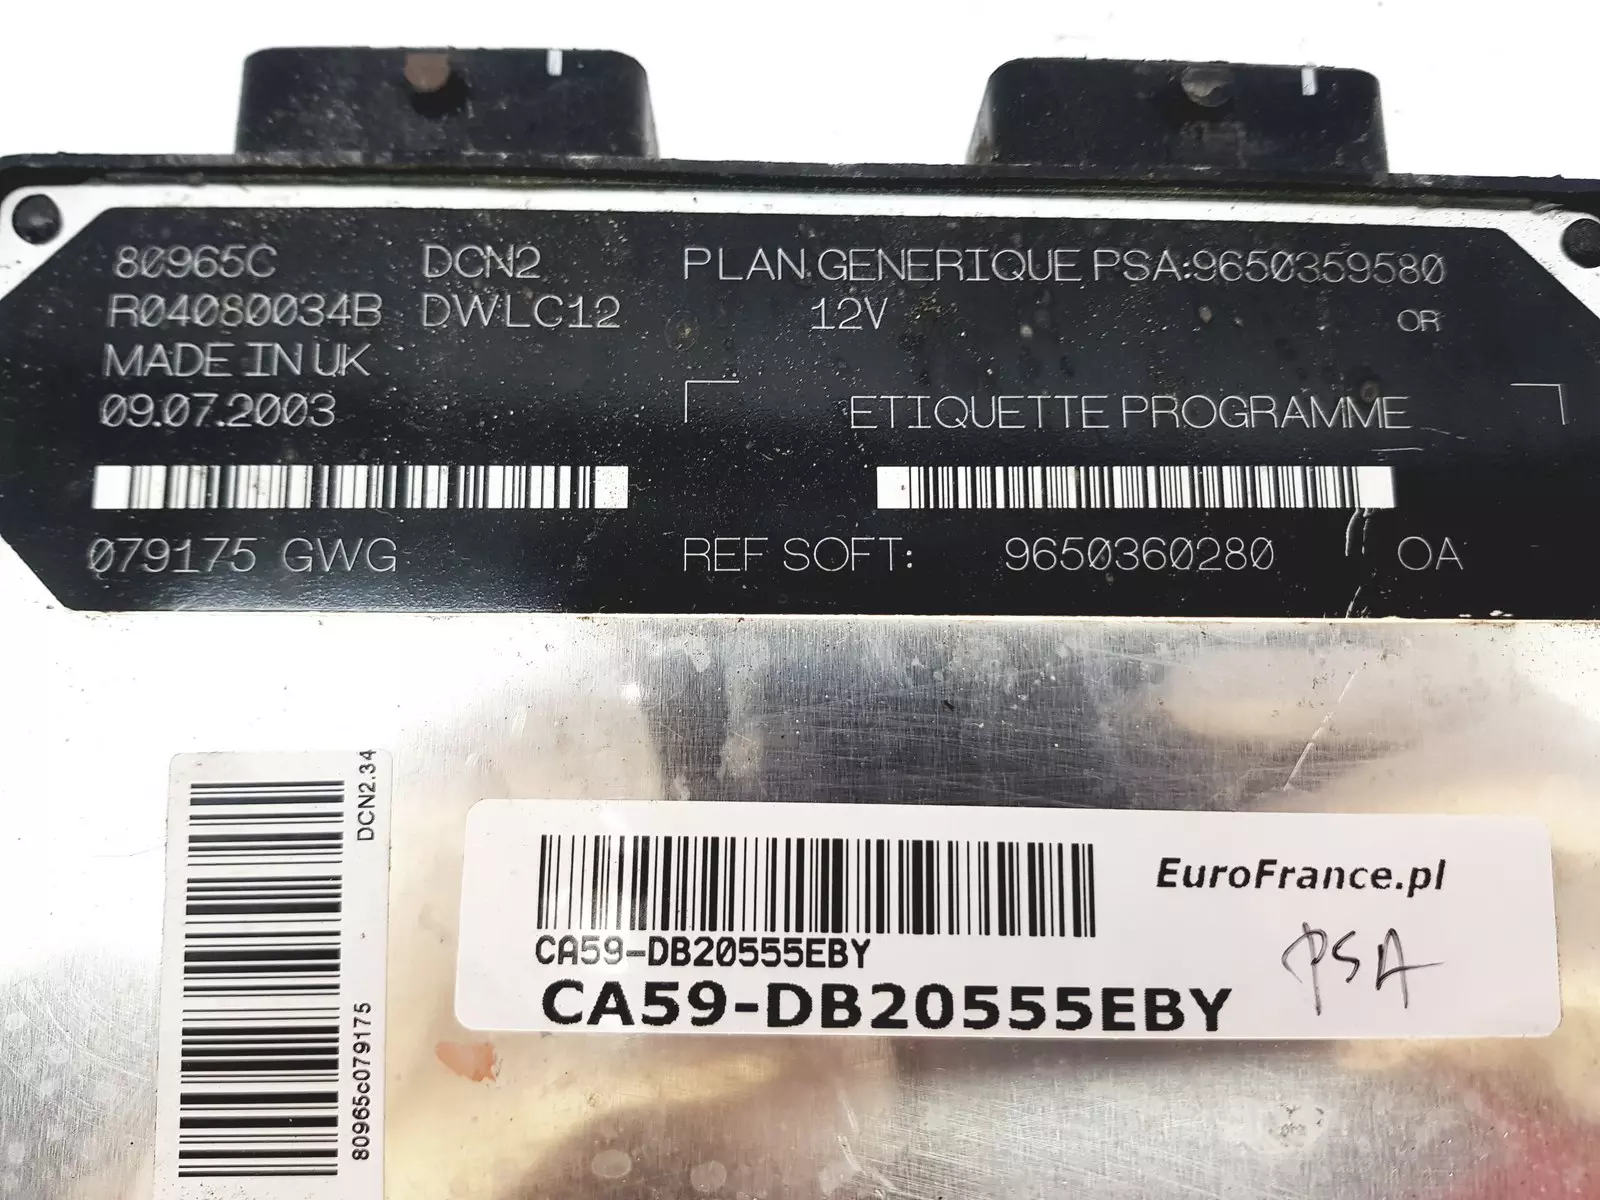 80965C DCN2 PLAN GENERIQUE PSA:9650359580
R04080034B DWLC12 12V OR
MADE IN UK
09.07.2003
ETIQUETTE PROGRAMME
079175 GWG REF SOFT: 9650360280 OA
DCN2.34
80965c079175
EuroFrance.pl
CA59-DB20555EBY
PSA
CA59-DB20555EBY